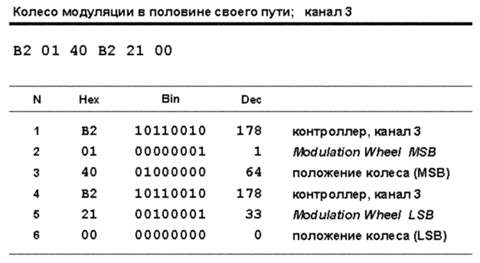 Колесо модуляции в половине своего пути; канал 3
B2 01 40 B2 21 00
N Hex Bin Dec
1 B2 10110010 178 контроллер, канал 3
2 01 00000001 1 Modulation Wheel MSB
3 40 01000000 64 положение колеса (MSB)
4 B2 10110010 178 контроллер, канал 3
5 21 00100001 33 Modulation Wheel LSB
6 00 00000000 0 положение колеса (LSB)